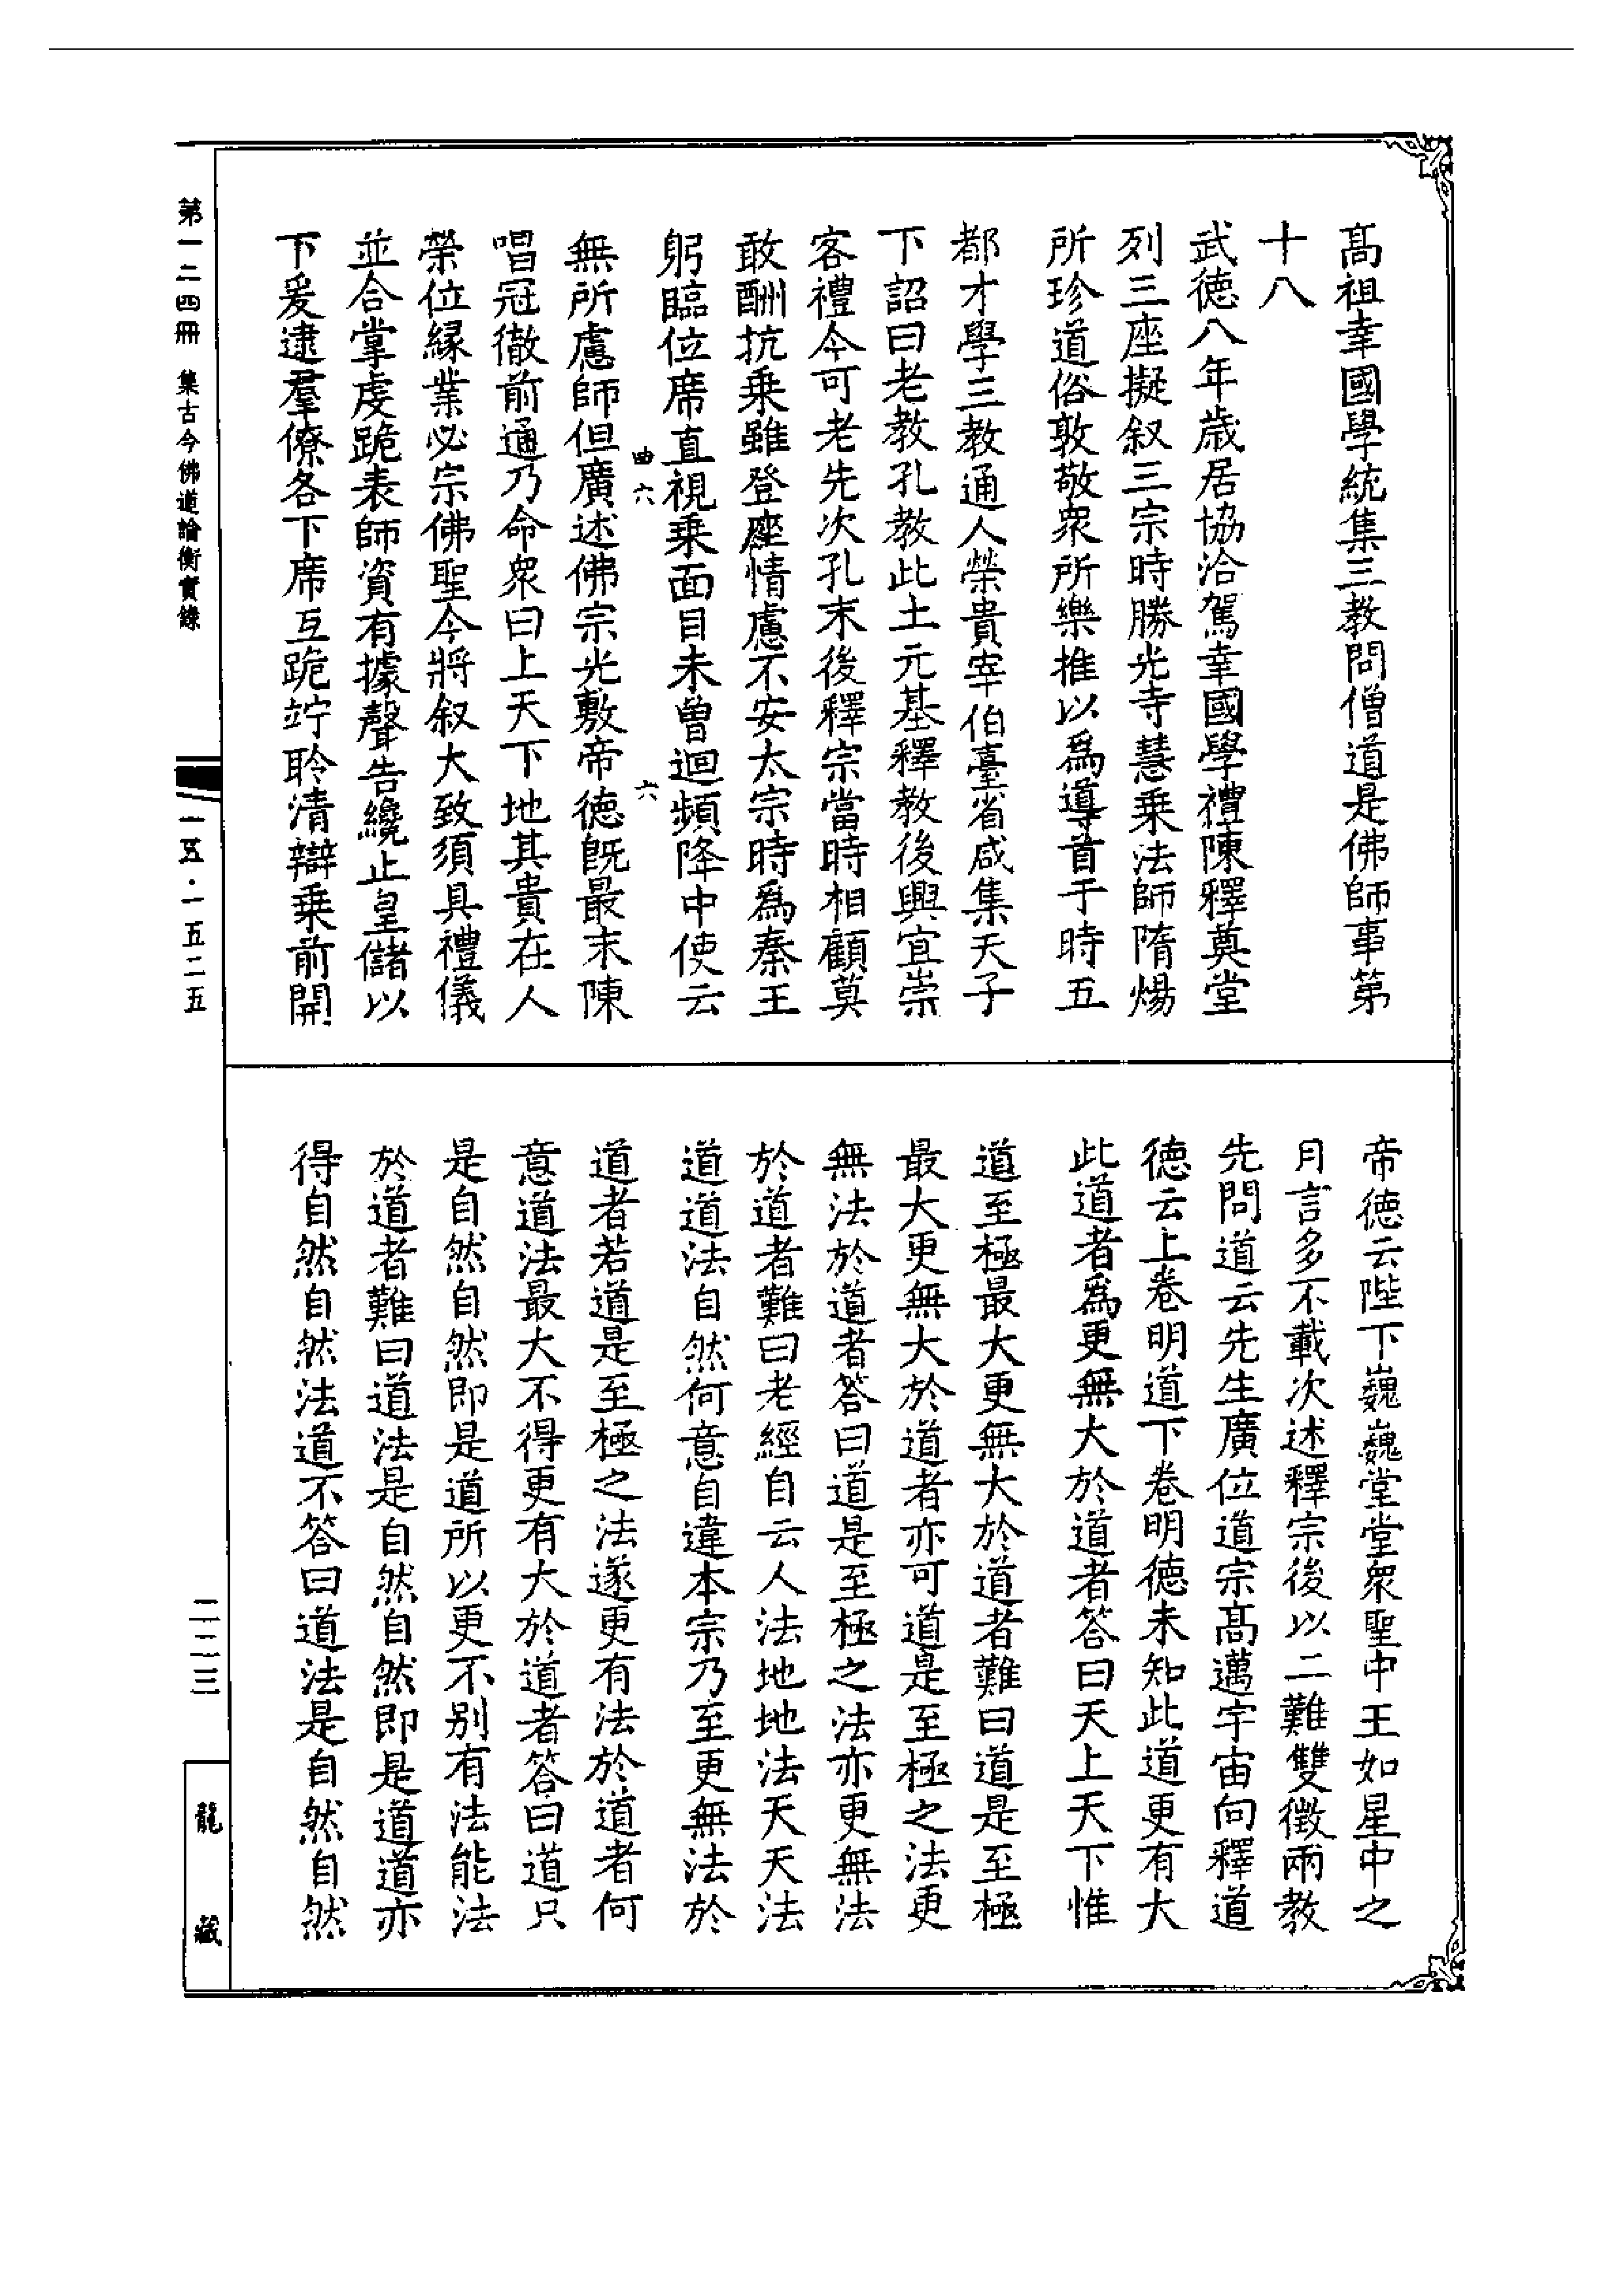 高祖幸國學統集三教問僧道是佛師事第
十八
武德八年歲居協洽駕幸國學禮陳釋奠堂
列三座擬叙三宗時勝光寺慧乗法師隋煬
所珍道俗敦敬衆所樂推以爲導首于時五
都才學三教通人榮貴宰伯臺省咸集天子
下詔曰老教孔教此土元基釋教後興宜崇
客禮今可老先次孔末後釋宗當時相顧莫
敢酬抗乗雖登座情慮不安太宗時爲秦王
躬臨位席直視乗面目未曾迴頻降中使云
曲六
六
無所慮師但廣述佛宗光敷帝德既最末陳
唱冠徹前通乃命衆曰上天下地其貴在人
榮位縁業必宗佛聖今將叙大致須具禮儀
並合掌虔跪表師資有據聲告纔止皇儲以
下爰逮羣僚各下席互跪竚聆清辯乗前開
帝德云陛下巍巍堂堂衆聖中王如星中之
月言多不載次述釋宗後以二難雙徵兩教
先問道云先生廣位道宗高邁宇宙向釋道
德云上卷明道下卷明德未知此道更有大
此道者爲更無大於道者答曰天上天下惟
道至極最大更無大於道者難曰道是至極
最大更無大於道者亦可道是至極之法更
無法於道者答曰道是至極之法亦更無法
於道者難曰老經自云人法地地法天天法
道道法自然何意自違本宗乃至更無法於
道者若道是至極之法遂更有法於道者何
意道法最大不得更有大於道者答曰道只
是自然自然即是道所以更不別有法能法
於道者難曰道法是自然自然即是道道亦
得自然自然法道不答曰道法是自然自然
第一二四冊 集古今佛道論衡實錄
一五·一五二五
二二三
龍藏